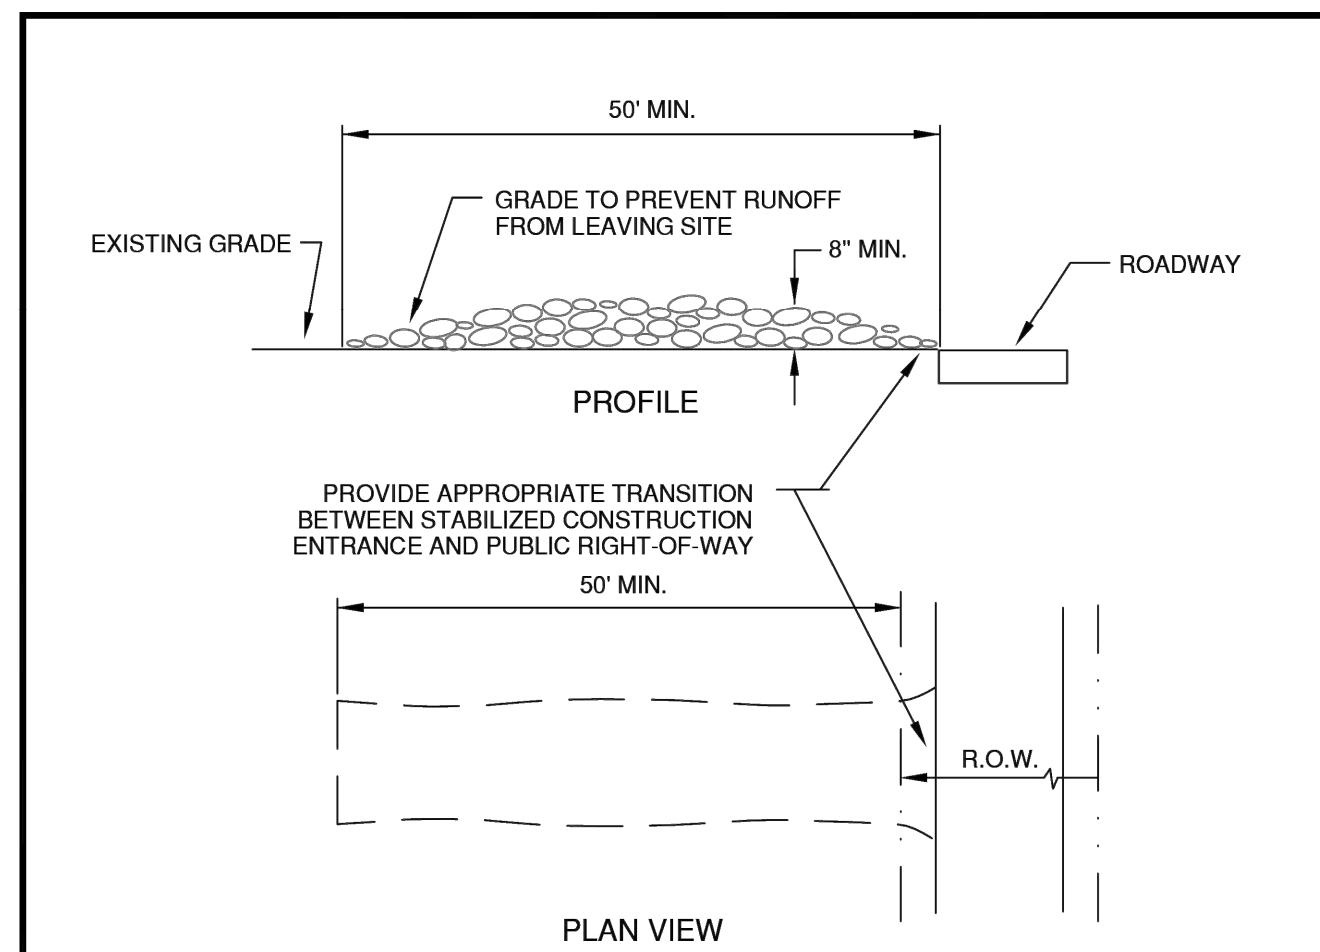 50' MIN.
GRADE TO PREVENT RUNOFF
FROM LEAVING SITE
EXISTING GRADE
8" MIN.
ROADWAY
PROFILE
PROVIDE APPROPRIATE TRANSITION
BETWEEN STABILIZED CONSTRUCTION
ENTRANCE AND PUBLIC RIGHT-OF-WAY
50' MIN.
R.O.W.
PLAN VIEW